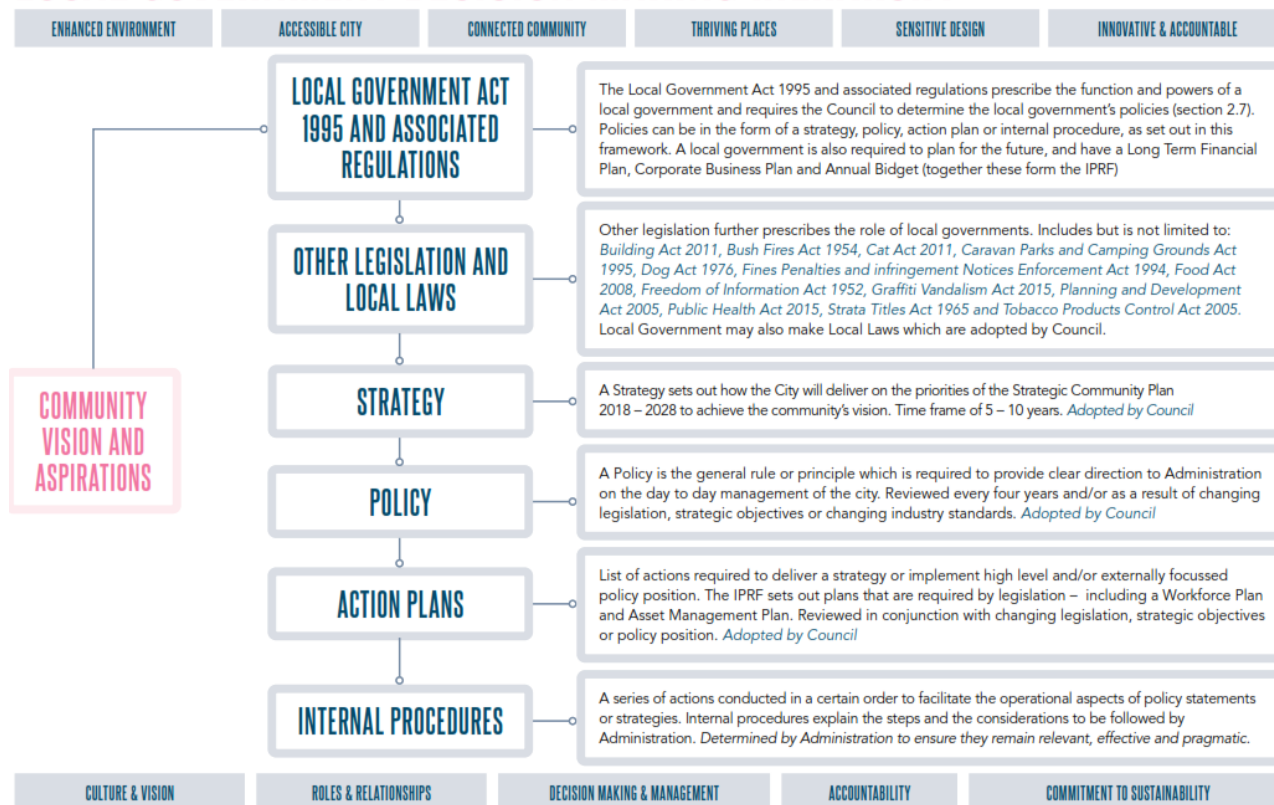 ENHANCED ENVIRONMENT
ACCESSIBLE CITY
CONNECTED COMMUNITY
THRIVING PLACES
SENSITIVE DESIGN
INNOVATIVE & ACCOUNTABLE
LOCAL GOVERNMENT ACT
1995 AND ASSOCIATED
REGULATIONS
The Local Government Act 1995 and associated regulations prescribe the function and powers of a
local government and requires the Council to determine the local government's policies (section 2.7).
Policies can be in the form of a strategy, policy, action plan or internal procedure, as set out in this
framework. A local government is also required to plan for the future, and have a Long Term Financial
Plan, Corporate Business Plan and Annual Bidget (together these form the IPRF)
OTHER LEGISLATION AND
LOCAL LAWS
Other legislation further prescribes the role of local governments. Includes but is not limited to:
Building Act 2011, Bush Fires Act 1954, Cat Act 2011, Caravan Parks and Camping Grounds Act
1995, Dog Act 1976, Fines Penalties and infringement Notices Enforcement Act 1994, Food Act
2008, Freedom of Information Act 1952, Graffiti Vandalism Act 2015, Planning and Development
Act 2005, Public Health Act 2015, Strata Titles Act 1965 and Tobacco Products Control Act 2005.
Local Government may also make Local Laws which are adopted by Council.
COMMUNITY
VISION AND
ASPIRATIONS
STRATEGY
A Strategy sets out how the City will deliver on the priorities of the Strategic Community Plan
2018 – 2028 to achieve the community's vision. Time frame of 5 – 10 years. Adopted by Council
POLICY
A Policy is the general rule or principle which is required to provide clear direction to Administration
on the day to day management of the city. Reviewed every four years and/or as a result of changing
legislation, strategic objectives or changing industry standards. Adopted by Council
ACTION PLANS
List of actions required to deliver a strategy or implement high level and/or externally focussed
policy position. The IPRF sets out plans that are required by legislation – including a Workforce Plan
and Asset Management Plan. Reviewed in conjunction with changing legislation, strategic objectives
or policy position. Adopted by Council
INTERNAL PROCEDURES
A series of actions conducted in a certain order to facilitate the operational aspects of policy statements
or strategies. Internal procedures explain the steps and the considerations to be followed by
Administration. Determined by Administration to ensure they remain relevant, effective and pragmatic.
CULTURE & VISION
ROLES & RELATIONSHIPS
DECISION MAKING & MANAGEMENT
ACCOUNTABILITY
COMMITMENT TO SUSTAINABILITY